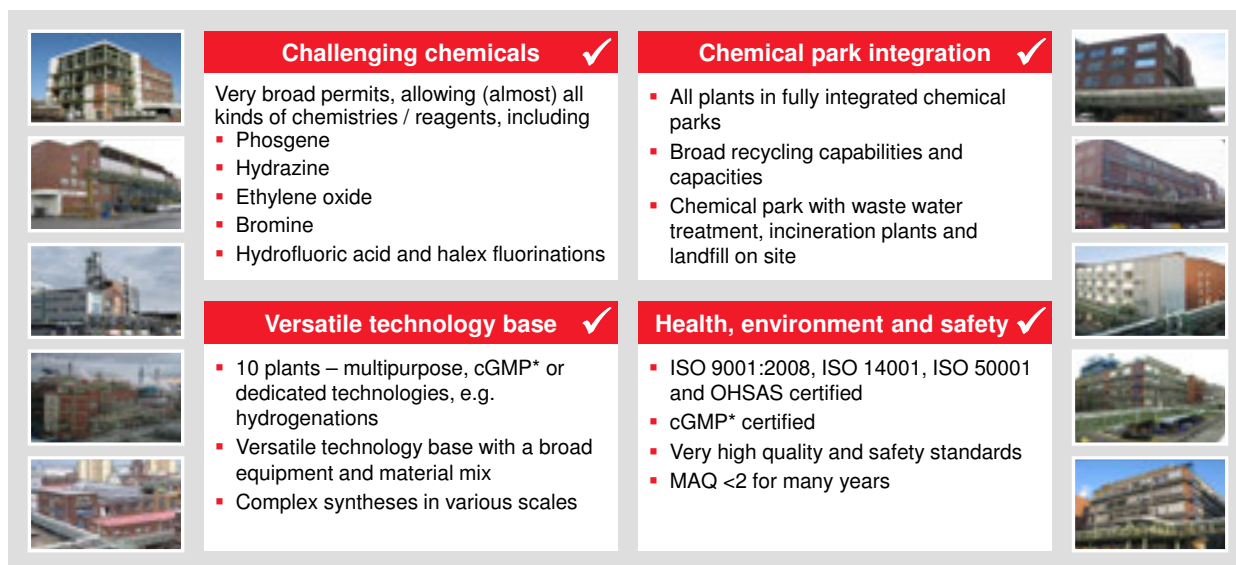 Challenging chemicals
Very broad permits, allowing (almost) all
kinds of chemistries / reagents, including
▪ Phosgene
▪ Hydrazine
▪ Ethylene oxide
▪ Bromine
▪ Hydrofluoric acid and halex fluorinations
Chemical park integration
▪ All plants in fully integrated chemical
parks
▪ Broad recycling capabilities and
capacities
▪ Chemical park with waste water
treatment, incineration plants and
landfill on site
Versatile technology base
▪ 10 plants – multipurpose, cGMP* or
dedicated technologies, e.g.
hydrogenations
▪ Versatile technology base with a broad
equipment and material mix
▪ Complex syntheses in various scales
Health, environment and safety
▪ ISO 9001:2008, ISO 14001, ISO 50001
and OHSAS certified
▪ cGMP* certified
▪ Very high quality and safety standards
▪ MAQ <2 for many years